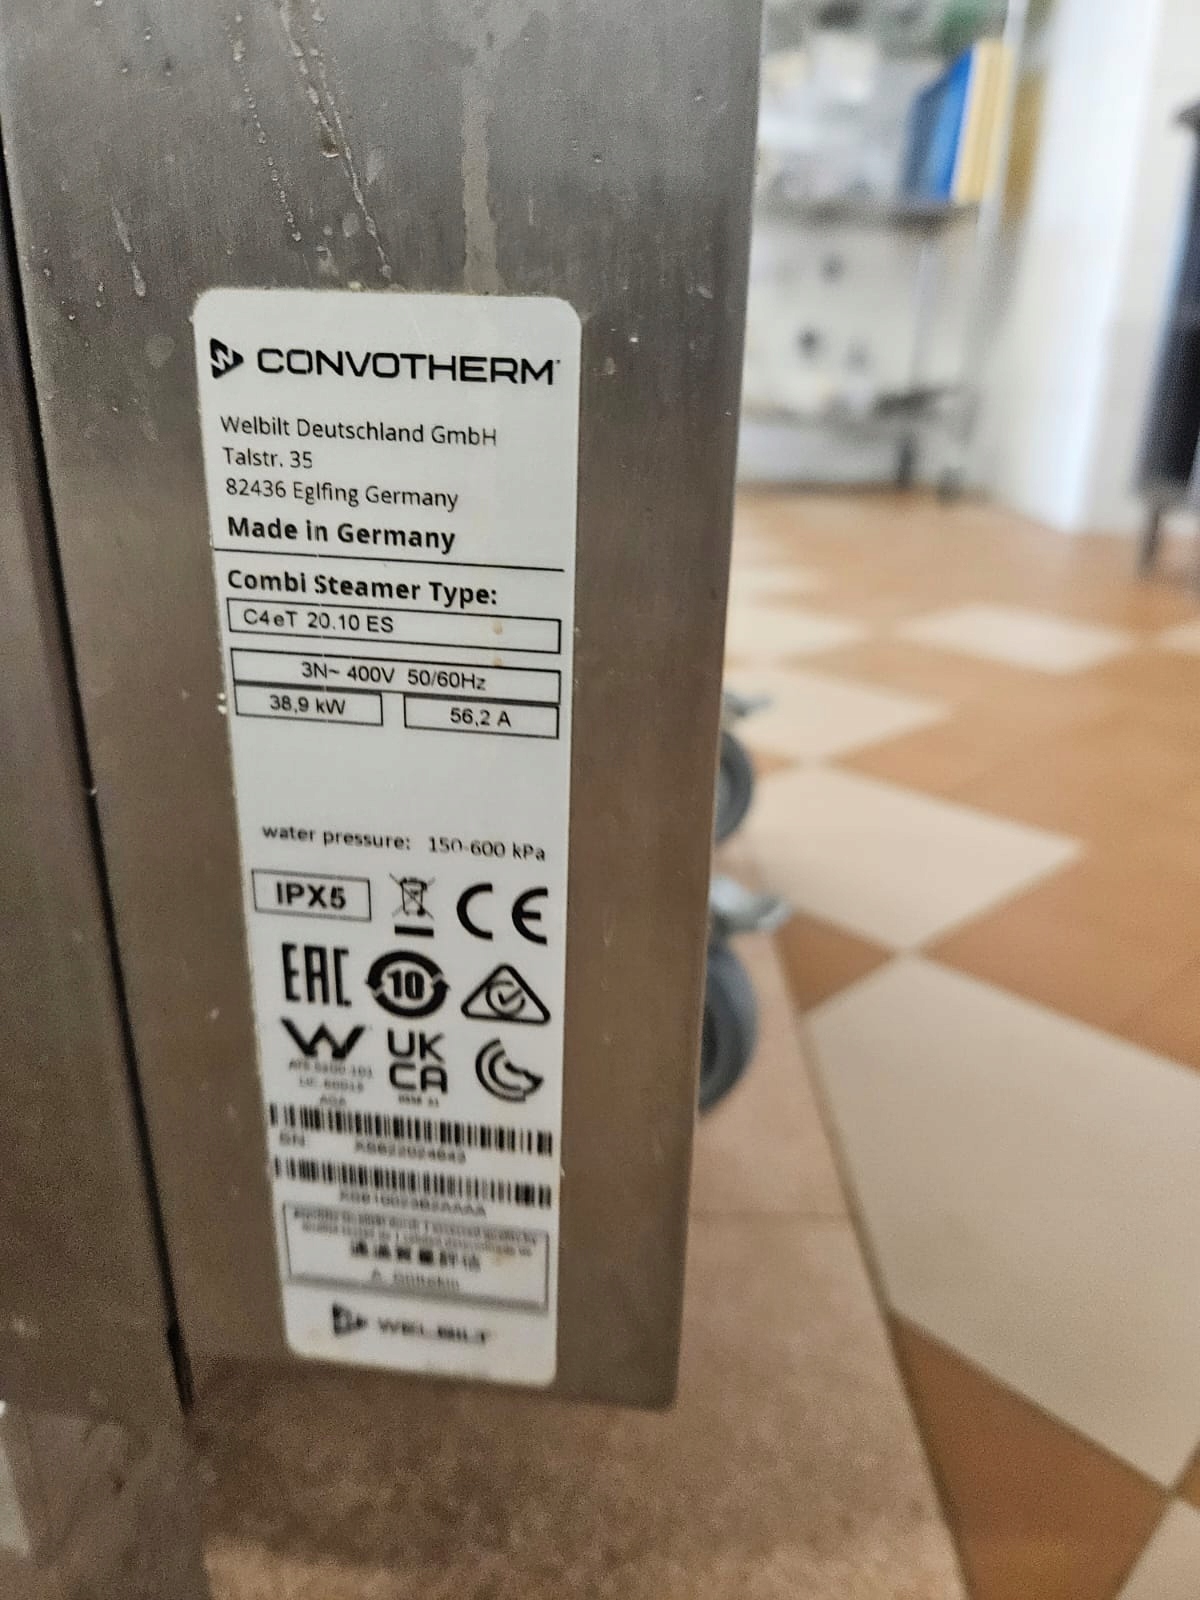 CONVOTHERM
Welbilt Deutschland GmbH
Talstr. 35
82436 Eglfing Germany
Made in Germany
Combi Steamer Type:
C4eT 20.10 ES
3N~ 400V 50/60Hz
38,9 kW
56,2 A
water pressure: 150-600 kPa
IPX5
CE
EAC
10
UK
CA
SN:
WELBILT